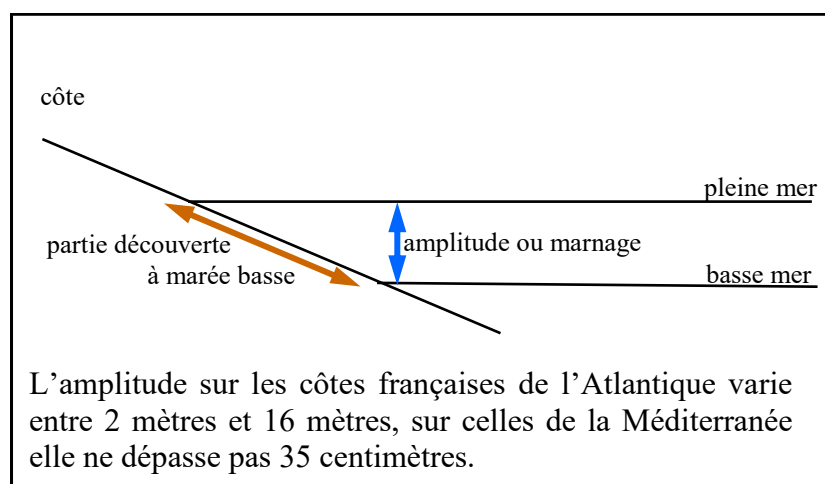 côte
pleine mer
partie découverte
à marée basse
amplitude ou marnage
basse mer
L’amplitude sur les côtes françaises de l’Atlantique varie
entre 2 mètres et 16 mètres, sur celles de la Méditerranée
elle ne dépasse pas 35 centimètres.